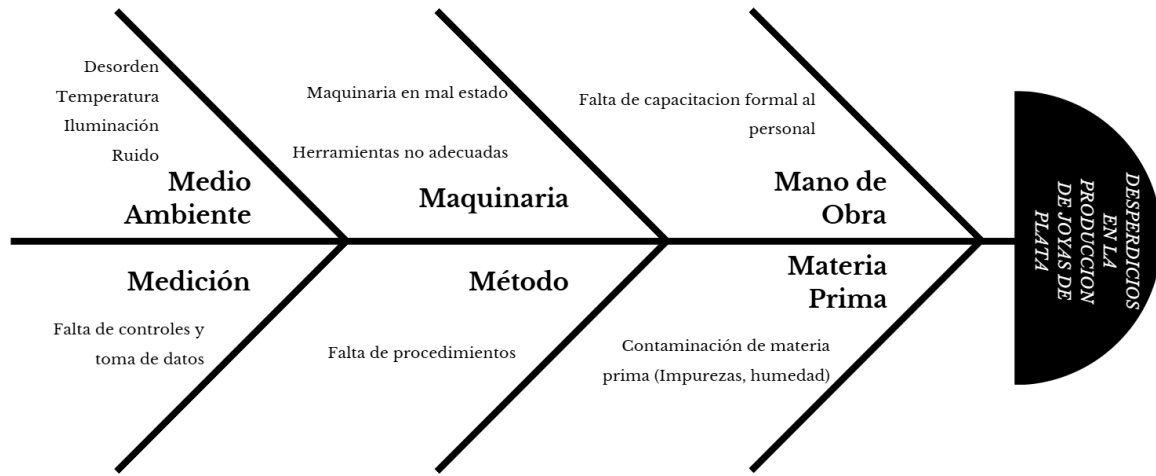 Desorden
Temperatura
Iluminación
Ruido
Medio
Ambiente
Maquinaria en mal estado
Herramientas no adecuadas
Maquinaria
Falta de capacitacion formal al
personal
Mano de
Obra
DESPERDICIOS
EN LA
PRODUCCION
DE JOYAS DE
PLATA
Medición
Falta de controles y
toma de datos
Método
Falta de procedimientos
Materia
Prima
Contaminación de materia
prima (Impurezas, humedad)